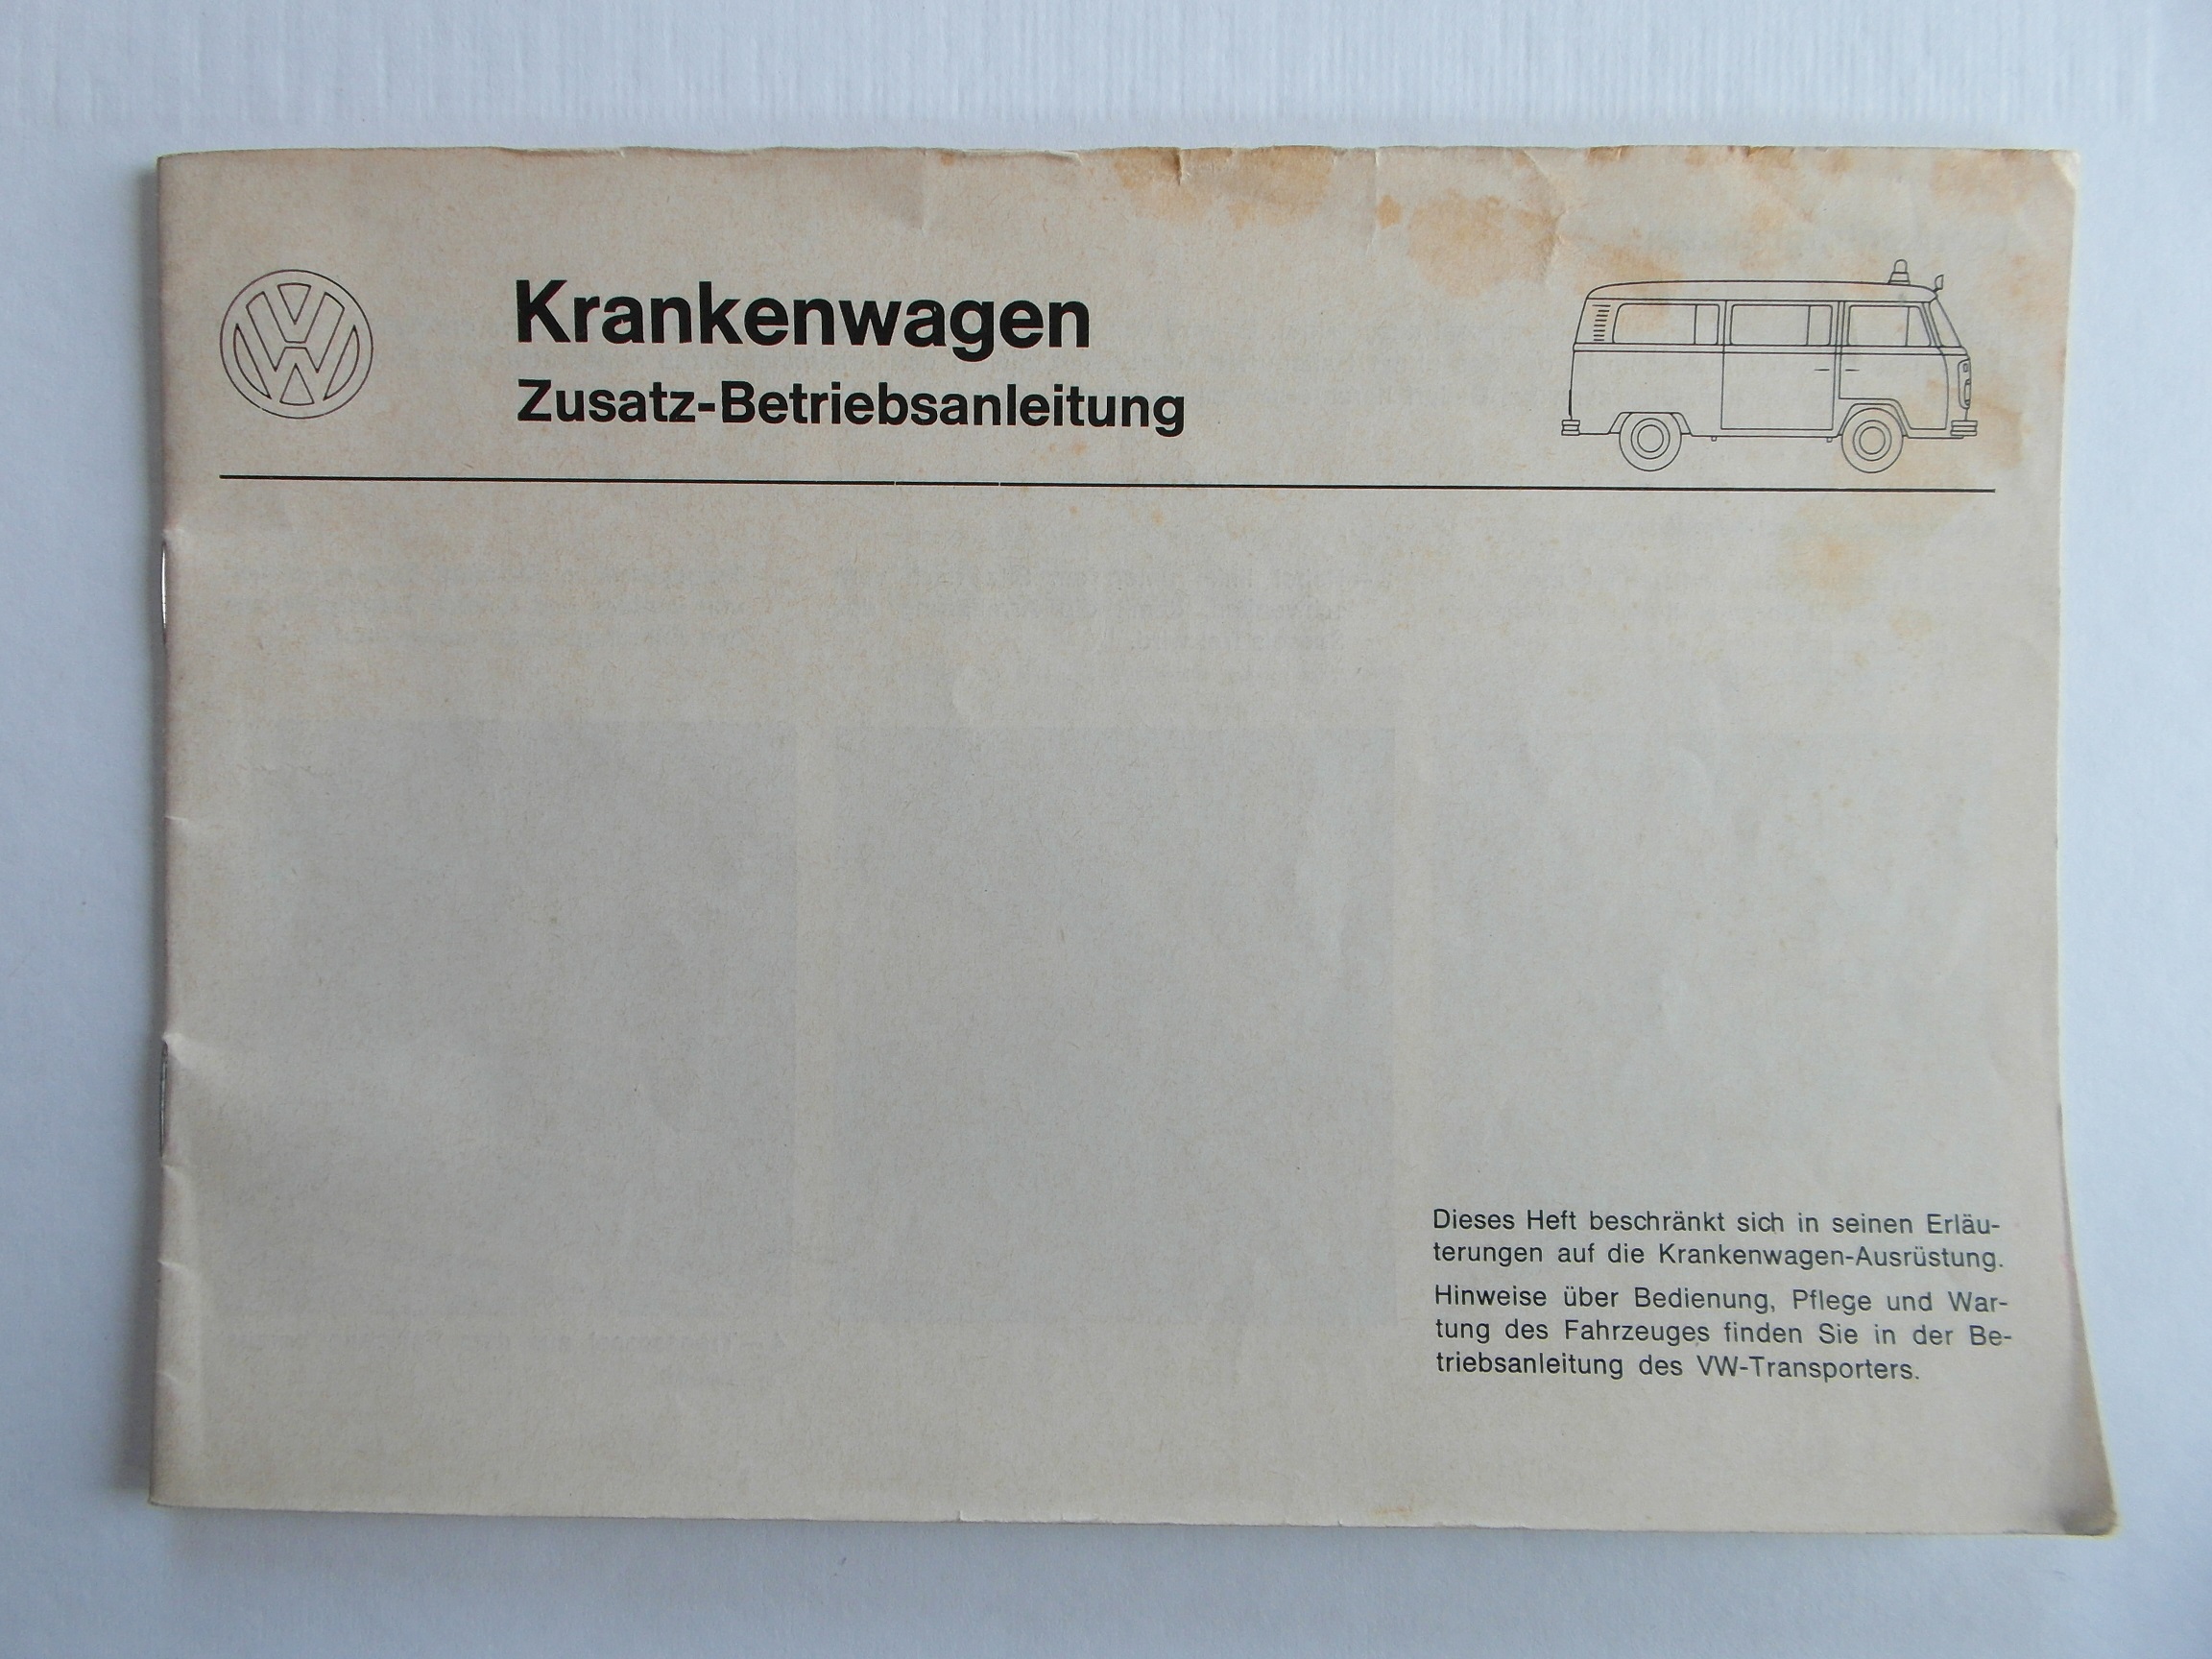 Krankenwagen
Zusatz-Betriebsanleitung
Dieses Heft beschränkt sich in seinen Erläu-
terungen auf die Krankenwagen-Ausrüstung.
Hinweise über Bedienung, Pflege und War-
tung des Fahrzeuges finden Sie in der Be-
triebsanleitung des VW-Transporters.